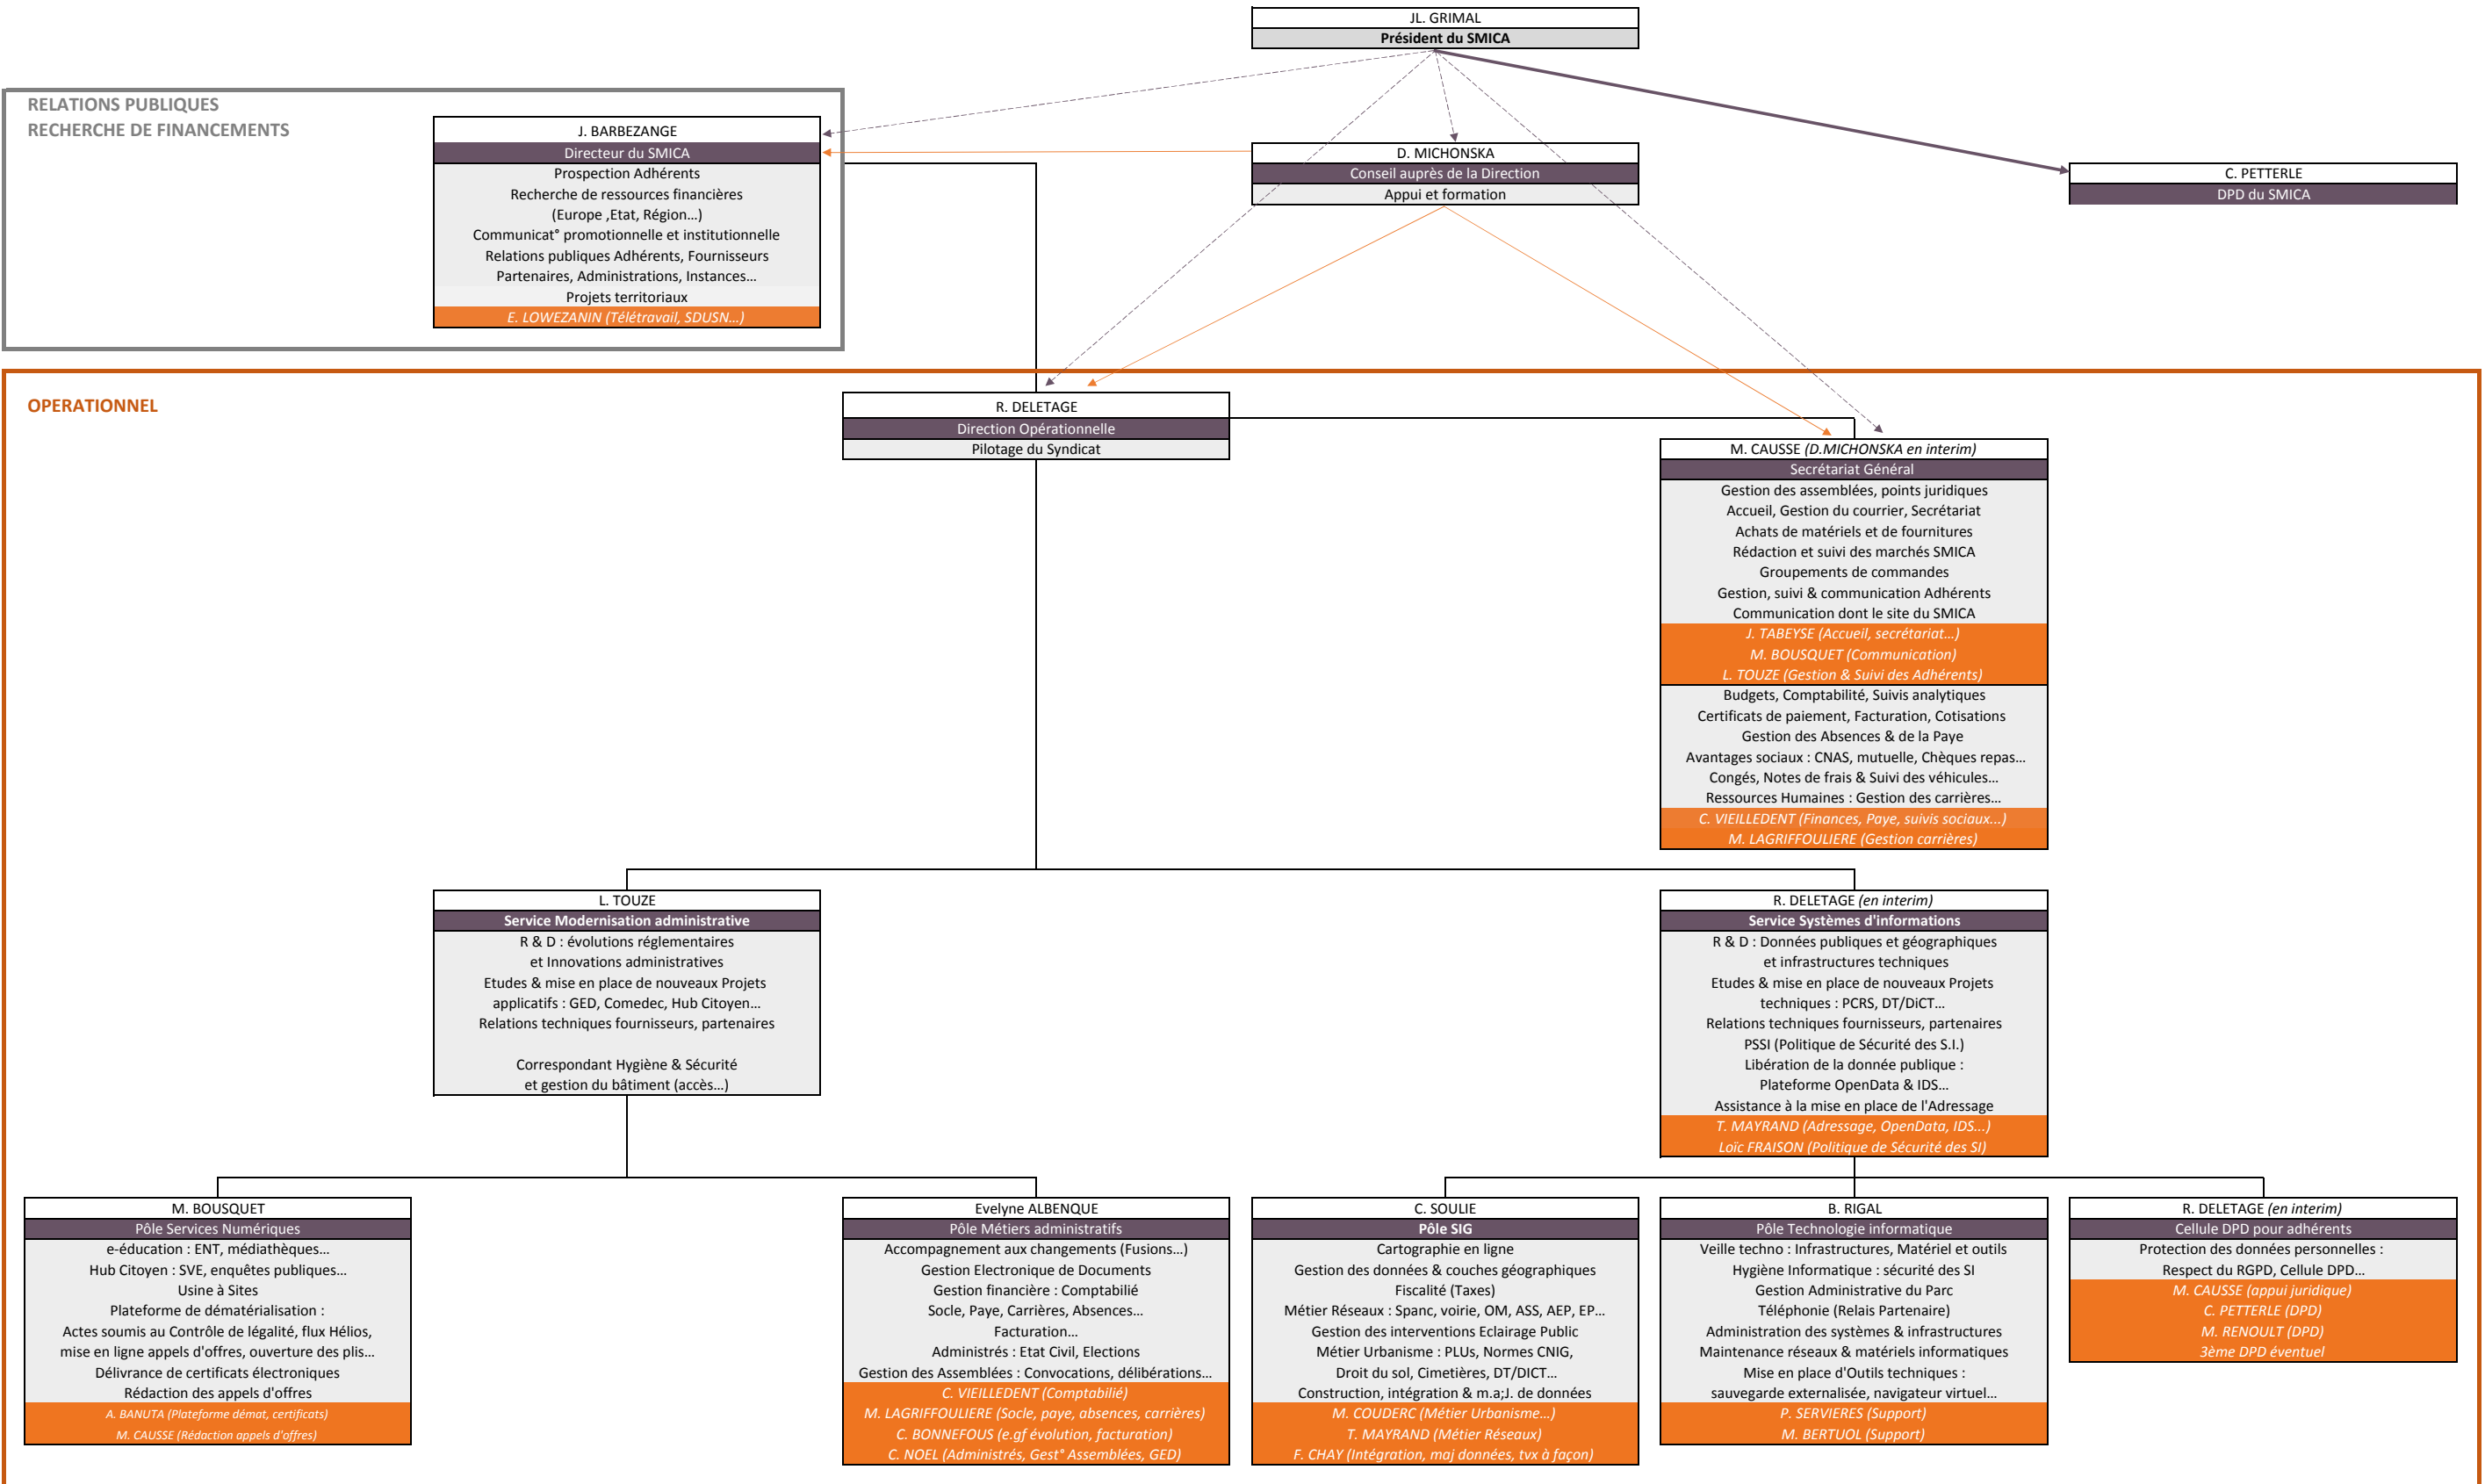 JL. GRIMAL
Président du SMICA
RELATIONS PUBLIQUES
RECHERCHE DE FINANCEMENTS
J. BARBEZANGE
Directeur du SMICA
Prospection Adhérents
Recherche de ressources financières
(Europe ,Etat, Région...)
Communicat° promotionnelle et institutionnelle
Relations publiques Adhérents, Fournisseurs
Partenaires, Administrations, Instances...
Projets territoriaux
E. LOWEZANIN (Télétravail, SDUSN...)
D. MICHONSKA
Conseil auprès de la Direction
Appui et formation
C. PETTERLE
DPD du SMICA
OPERATIONNEL
R. DELETAGE
Direction Opérationnelle
Pilotage du Syndicat
M. CAUSSE (D.MICHONSKA en interim)
Secrétariat Général
Gestion des assemblées, points juridiques
Accueil, Gestion du courrier, Secrétariat
Achats de matériels et de fournitures
Rédaction et suivi des marchés SMICA
Groupements de commandes
Gestion, suivi & communication Adhérents
Communication dont le site du SMICA
J. TABEYSE (Accueil, secrétariat...)
M. BOUSQUET (Communication)
L. TOUZE (Gestion & Suivi des Adhérents)
Budgets, Comptabilité, Suivis analytiques
Certificats de paiement, Facturation, Cotisations
Gestion des Absences & de la Paye
Avantages sociaux : CNAS, mutuelle, Chèques repas...
Congés, Notes de frais & Suivi des véhicules...
Ressources Humaines : Gestion des carrières...
C. VIEILLEDENT (Finances, Paye, suivis sociaux...)
M. LAGRIFFOULIERE (Gestion carrières)
L. TOUZE
Service Modernisation administrative
R & D : évolutions réglementaires
et Innovations administratives
Etudes & mise en place de nouveaux Projets
applicatifs : GED, Comedec, Hub Citoyen...
Relations techniques fournisseurs, partenaires
Correspondant Hygiène & Sécurité
et gestion du bâtiment (accès...)
R. DELETAGE (en interim)
Service Systèmes d'informations
R & D : Données publiques et géographiques
et infrastructures techniques
Etudes & mise en place de nouveaux Projets
techniques : PCRS, DT/DiCT...
Relations techniques fournisseurs, partenaires
PSSI (Politique de Sécurité des S.I.)
Libération de la donnée publique :
Plateforme OpenData & IDS...
Assistance à la mise en place de l'Adressage
T. MAYRAND (Adressage, OpenData, IDS...)
Loïc FRAISON (Politique de Sécurité des SI)
M. BOUSQUET
Pôle Services Numériques
e-éducation : ENT, médiathèques...
Hub Citoyen : SVE, enquêtes publiques...
Usine à Sites
Plateforme de dématérialisation :
Actes soumis au Contrôle de légalité, flux Hélios,
mise en ligne appels d'offres, ouverture des plis...
Délivrance de certificats électroniques
Rédaction des appels d'offres
A. BANUTA (Plateforme démat, certificats)
M. CAUSSE (Rédaction appels d'offres)
Evelyne ALBENQUE
Pôle Métiers administratifs
Accompagnement aux changements (Fusions...)
Gestion Electronique de Documents
Gestion financière : Comptabilié
Socle, Paye, Carrières, Absences...
Facturation...
Administrés : Etat Civil, Elections
Gestion des Assemblées : Convocations, délibérations...
C. VIEILLEDENT (Comptabilié)
M. LAGRIFFOULIERE (Socle, paye, absences, carrières)
C. BONNEFOUS (e.gf évolution, facturation)
C. NOEL (Administrés, Gest° Assemblées, GED)
C. SOULIE
Pôle SIG
Cartographie en ligne
Gestion des données & couches géographiques
Fiscalité (Taxes)
Métier Réseaux : Spanc, voirie, OM, ASS, AEP, EP...
Gestion des interventions Eclairage Public
Métier Urbanisme : PLUs, Normes CNIG,
Droit du sol, Cimetières, DT/DICT...
Construction, intégration & m.a;J. de données
M. COUDERC (Métier Urbanisme...)
T. MAYRAND (Métier Réseaux)
F. CHAY (Intégration, maj données, tvx à façon)
B. RIGAL
Pôle Technologie informatique
Veille techno : Infrastructures, Matériel et outils
Hygiène Informatique : sécurité des SI
Gestion Administrative du Parc
Téléphonie (Relais Partenaire)
Administration des systèmes & infrastructures
Maintenance réseaux & matériels informatiques
Mise en place d'Outils techniques :
sauvegarde externalisée, navigateur virtuel...
P. SERVIERES (Support)
M. BERTUOL (Support)
R. DELETAGE (en interim)
Cellule DPD pour adhérents
Protection des données personnelles :
Respect du RGPD, Cellule DPD...
M. CAUSSE (appui juridique)
C. PETTERLE (DPD)
M. RENOULT (DPD)
3ème DPD éventuel